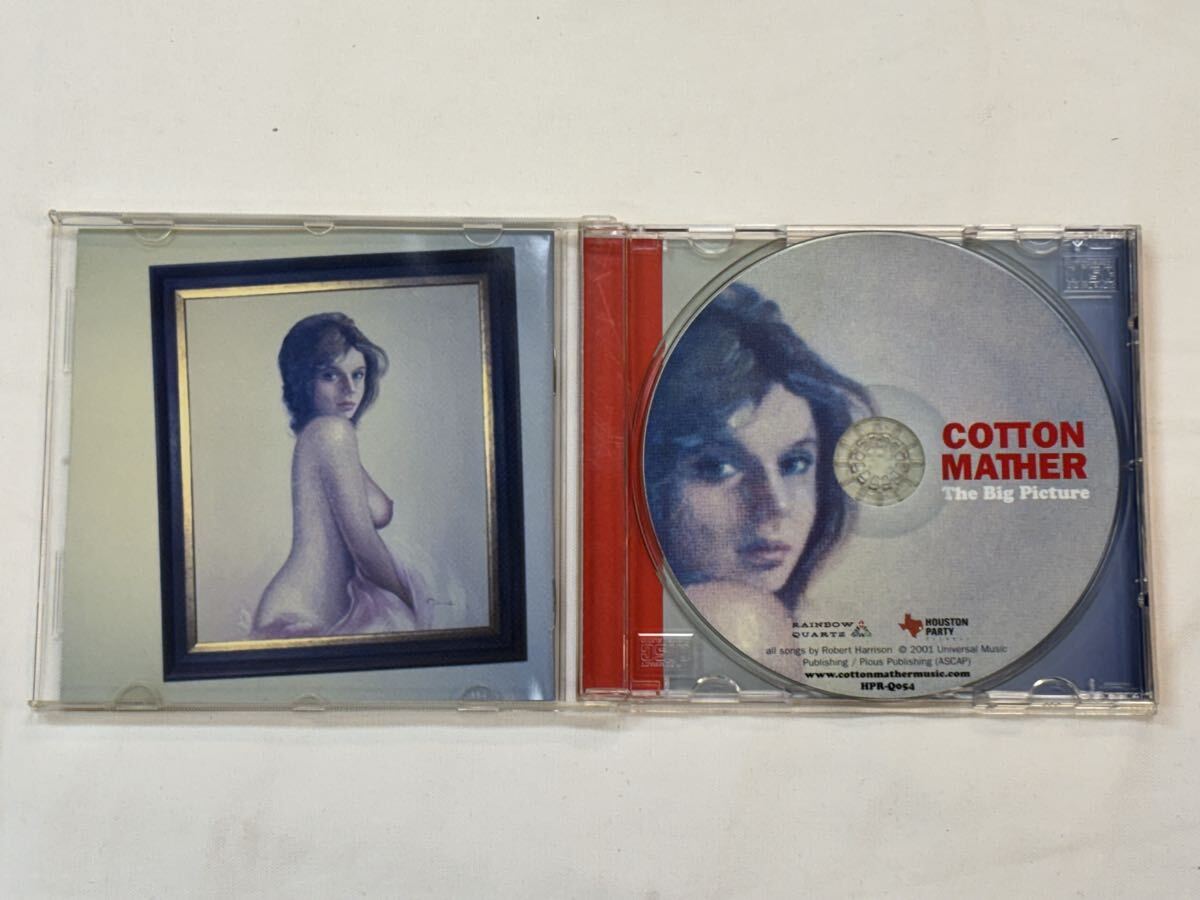 COTTON
MATHER
The Big Picture
RAINBOW
QUARTZ
HOUSTON
PARTY
all songs by Robert Harrison © 2001 Universal Music
Publishing / Pious Publishing (ASCAP)
www.cottonmathermusic.com
HPR-Q054